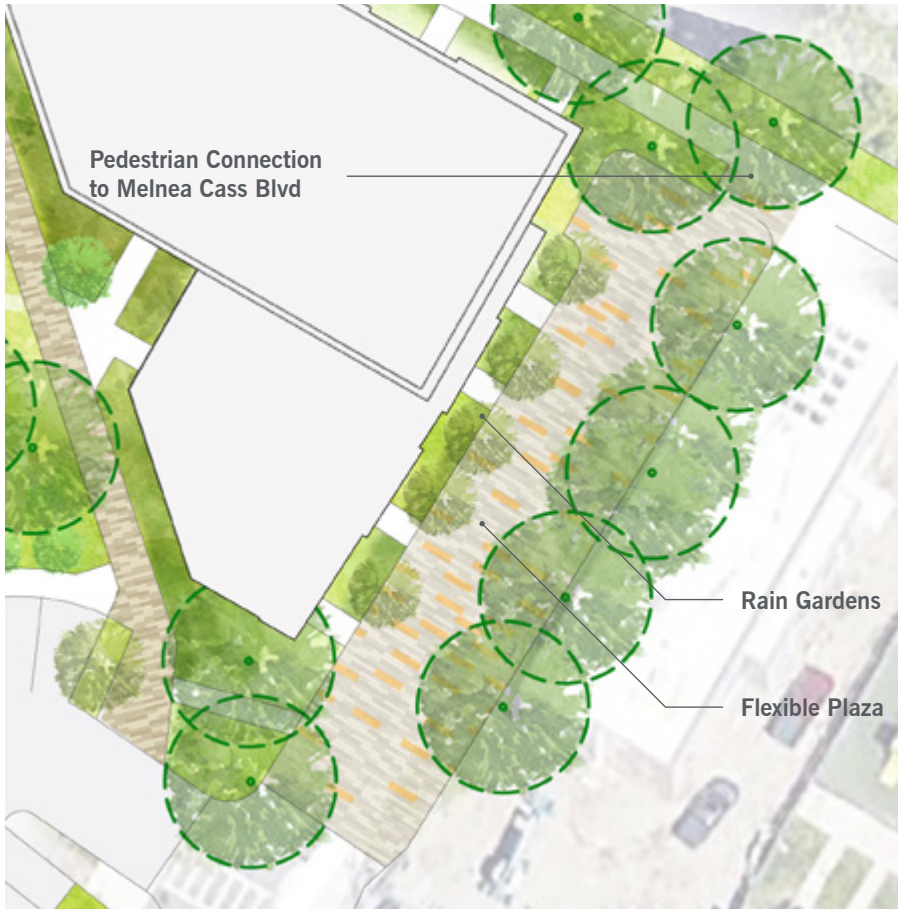 Pedestrian Connection
to Melnea Cass Blvd
Rain Gardens
Flexible Plaza